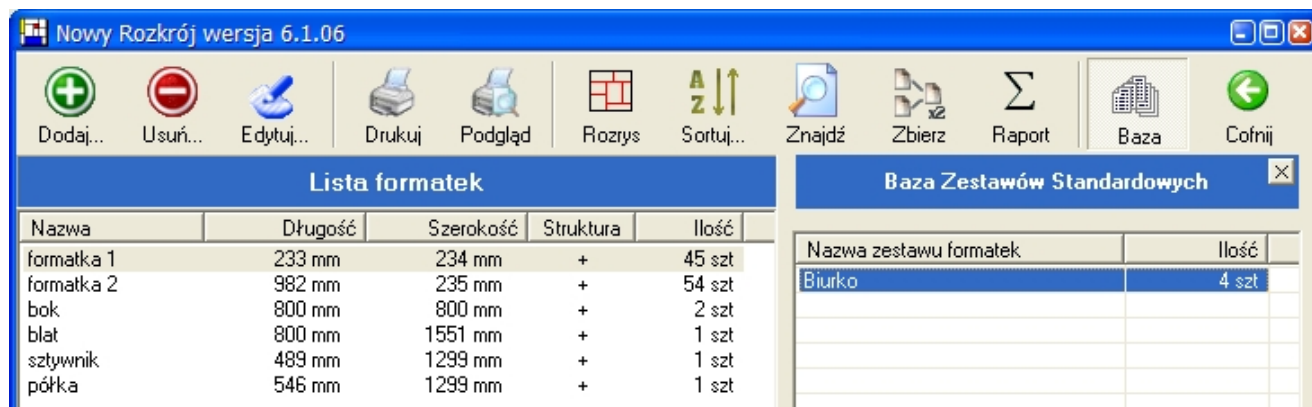 Nowy Rozkrój wersja 6.1.06
Dodaj... Usuń... Edytuj... Drukuj Podgląd Rozrys Sortuj... Znajdź Zbierz Raport Baza Cofnij
Lista formatek
Nazwa Długość Szerokość Struktura Ilość
formatka 1 233 mm 234 mm + 45 szt
formatka 2 982 mm 235 mm + 54 szt
bok 800 mm 800 mm + 2 szt
blat 800 mm 1551 mm + 1 szt
sztywnik 489 mm 1299 mm + 1 szt
półka 546 mm 1299 mm + 1 szt
Baza Zestawów Standardowych
Nazwa zestawu formatek Ilość
Biurko 4 szt